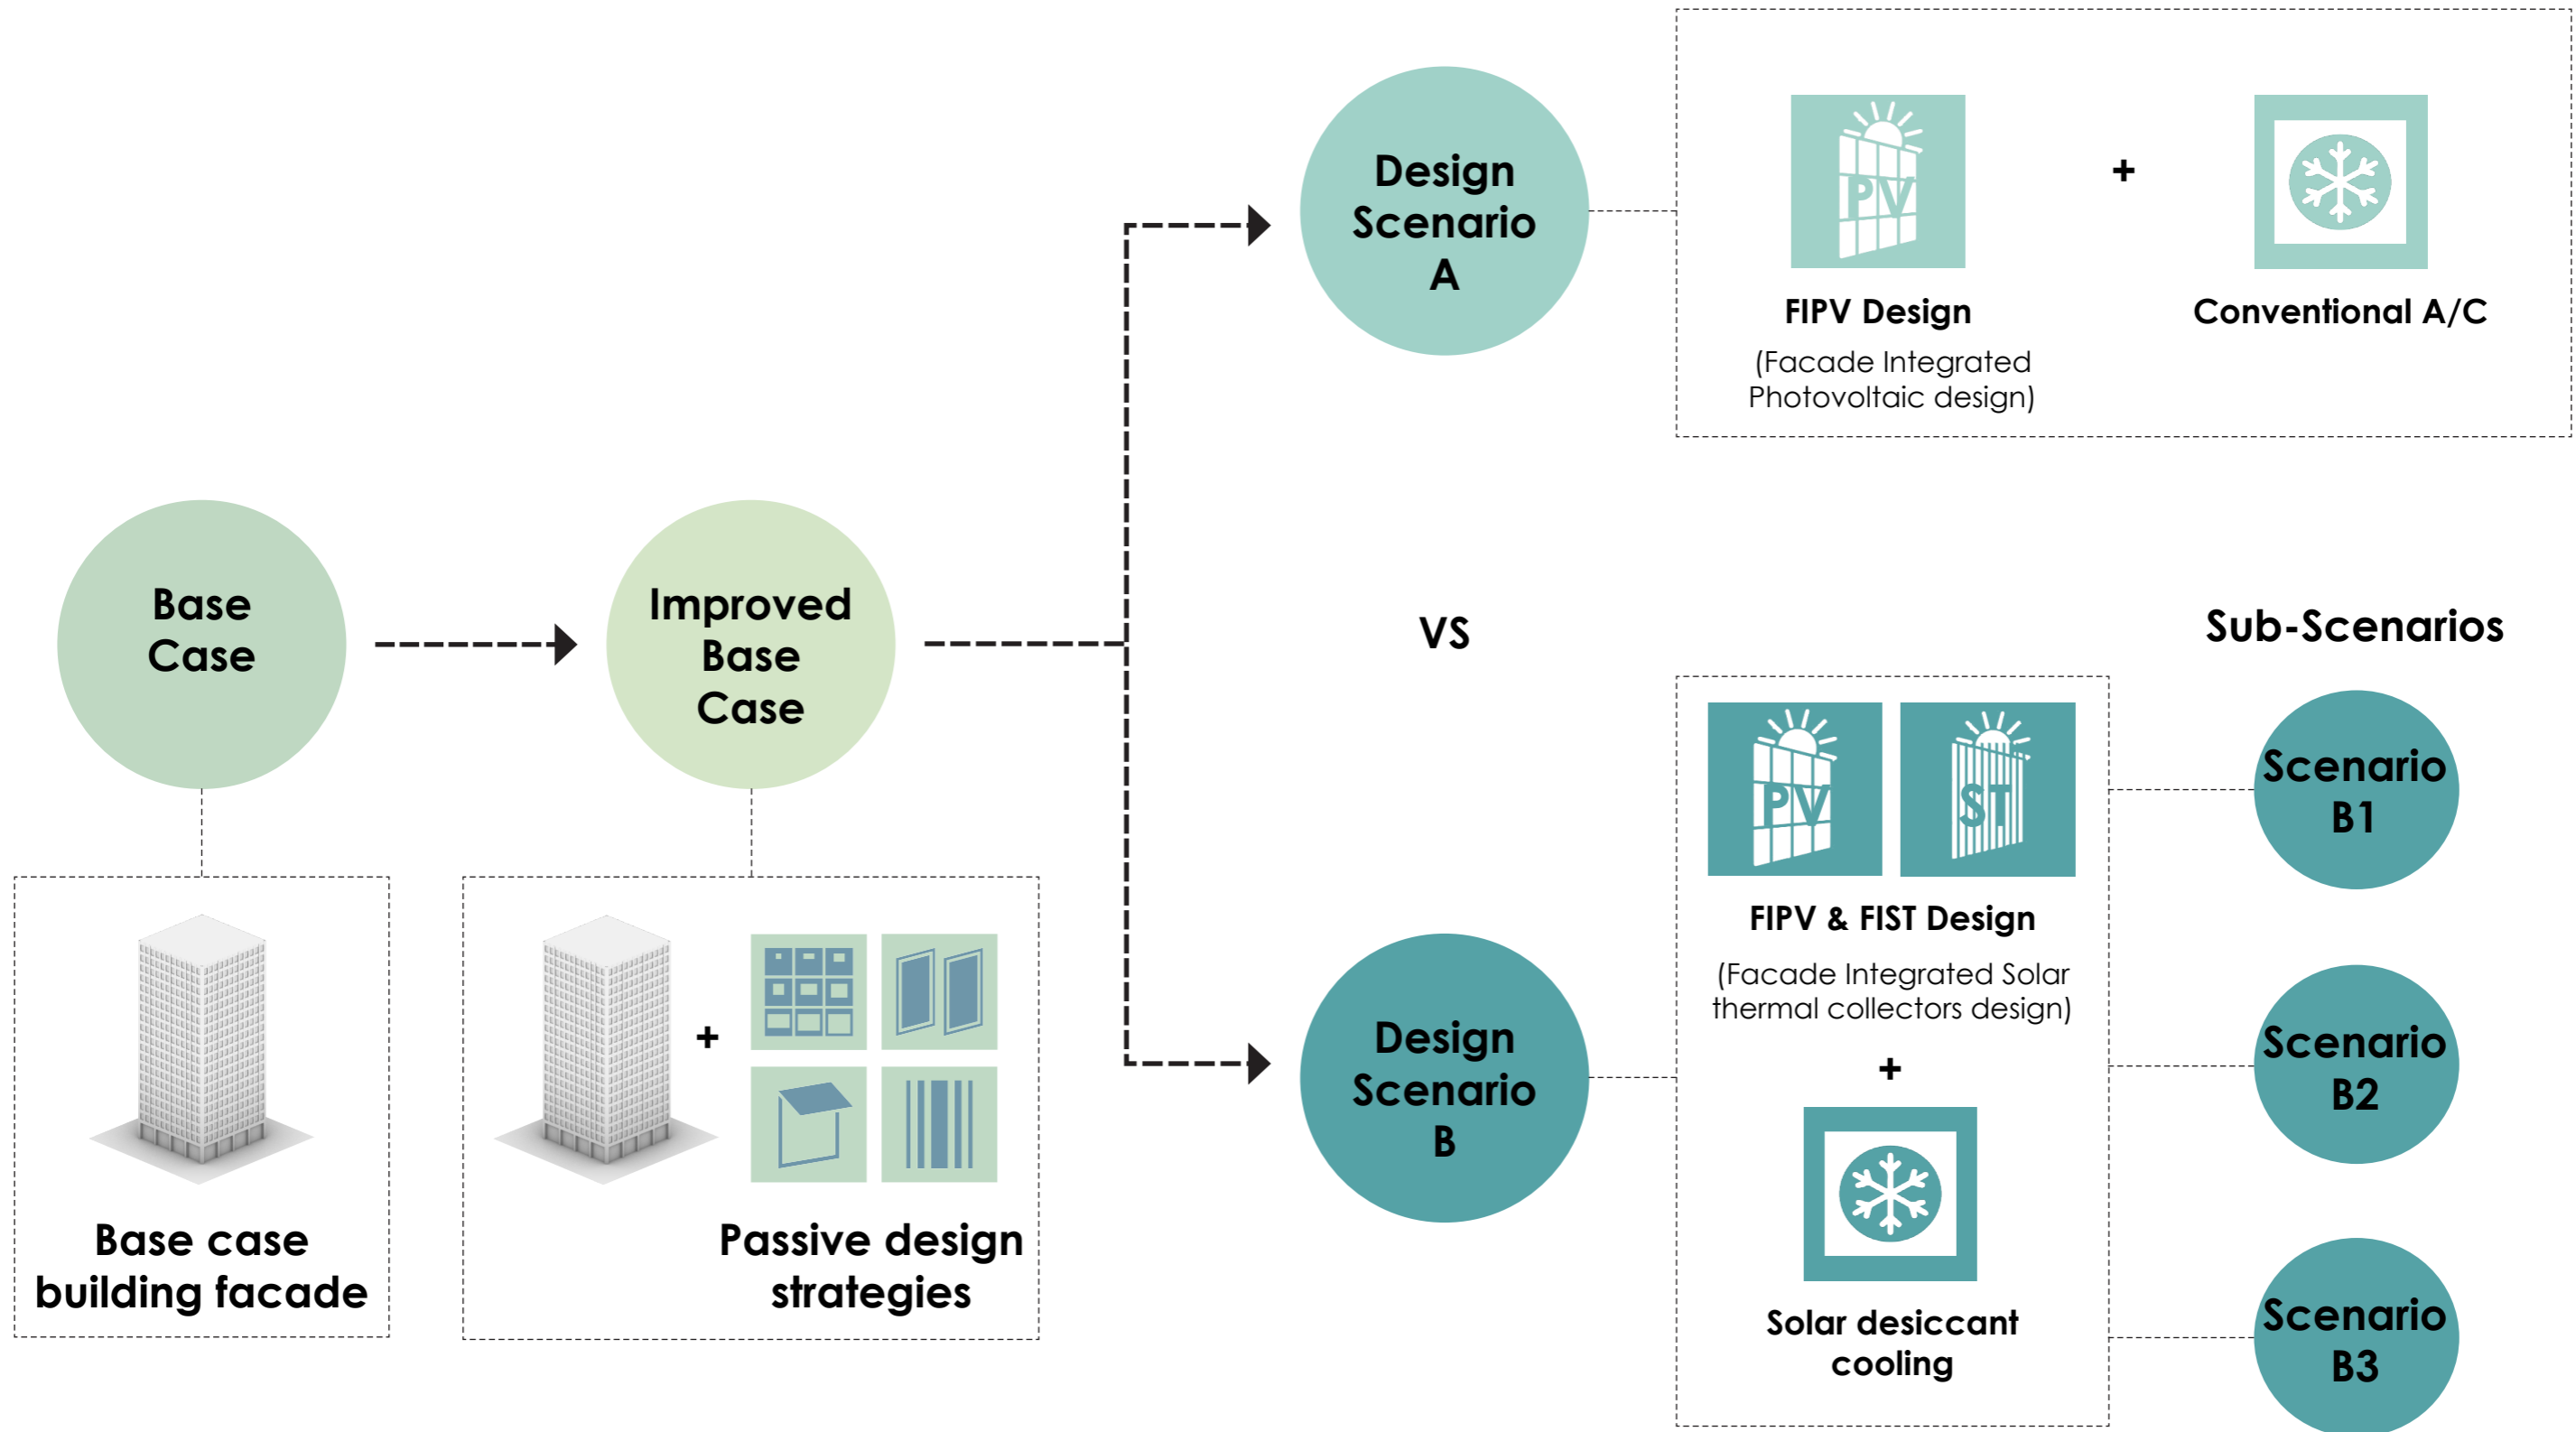 Base
Case
Base case
building facade
Improved
Base
Case
+
Passive design
strategies
Design
Scenario
A
PV
FIPV Design
(Facade Integrated
Photovoltaic design)
+
Conventional A/C
VS
Design
Scenario
B
PV
ST
FIPV & FIST Design
(Facade Integrated Solar
thermal collectors design)
+
Solar desiccant
cooling
Sub-Scenarios
Scenario
B1
Scenario
B2
Scenario
B3